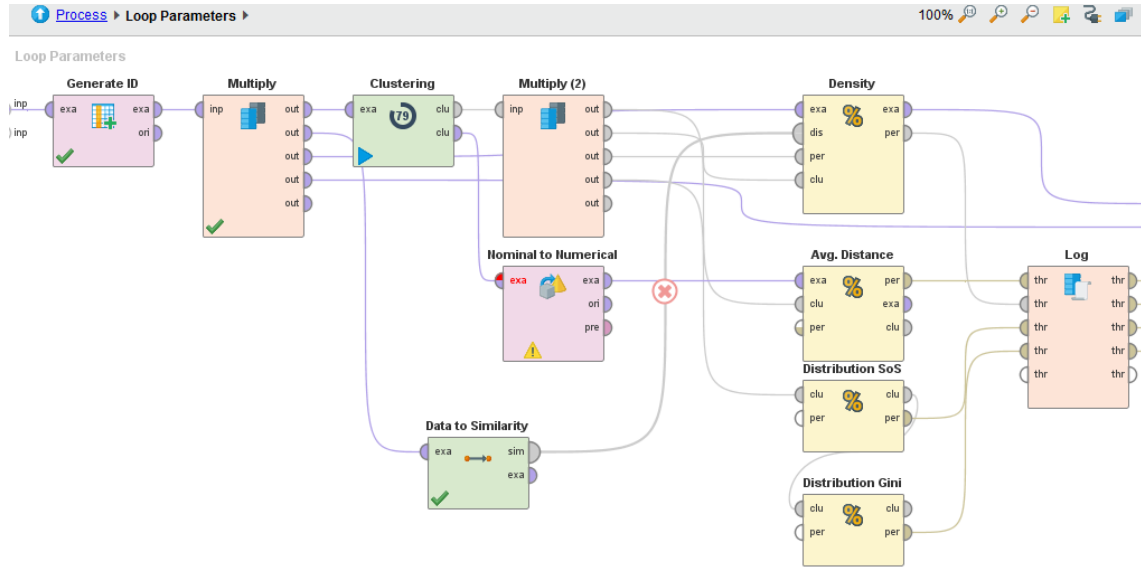 Process Loop Parameters 100%
Loop Parameters
Generate ID
inp
inp
exa exa
ori
Multiply
inp out
out
out
out
out
Clustering
79
exa clu
clu
Multiply (2)
inp out
out
out
out
out
Density
exa exa
dis per
per
clu
Nominal to Numerical
exa exa
ori
pre
Avg. Distance
exa per
clu exa
per clu
Log
thr thr
thr thr
thr thr
thr thr
thr thr
Distribution SoS
clu clu
per per
Data to Similarity
exa sim
exa
Distribution Gini
clu clu
per per